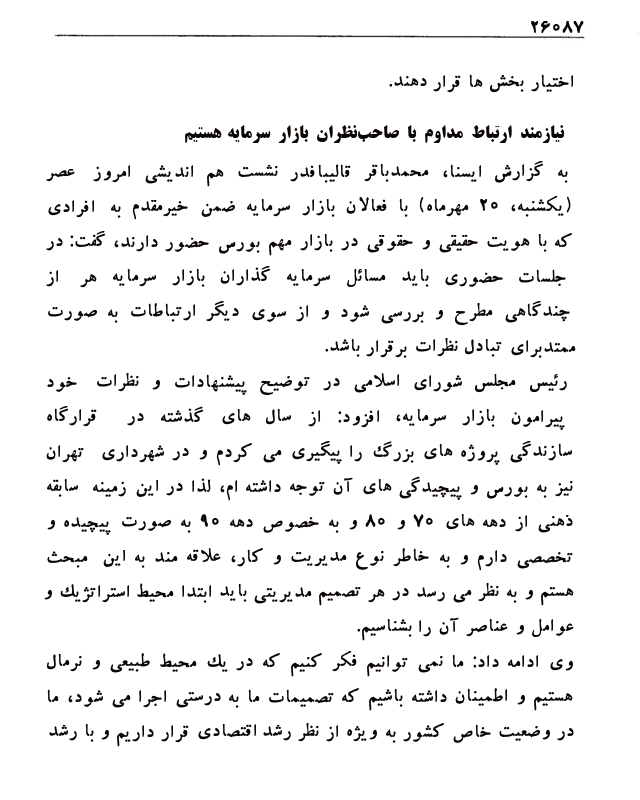 ۲۶۰۸۷
اختیار بخش ها قرار دهند.
نیازمند ارتباط مداوم با صاحب‌نظران بازار سرمایه هستیم
به گزارش ایسنا، محمدباقر قالیبافدر نشست هم اندیشی امروز عصر
(یکشنبه، ۲۰ مهرماه) با فعالان بازار سرمایه ضمن خیرمقدم به افرادی
که با هویت حقیقی و حقوقی در بازار مهم بورس حضور دارند، گفت: در
جلسات حضوری باید مسائل سرمایه گذاران بازار سرمایه هر از
چندگاهی مطرح و بررسی شود و از سوی دیگر ارتباطات به صورت
ممتدبرای تبادل نظرات برقرار باشد.
رئیس مجلس شورای اسلامی در توضیح پیشنهادات و نظرات خود
پیرامون بازار سرمایه، افزود: از سال های گذشته در قرارگاه
سازندگی پروژه های بزرگ را پیگیری می کردم و در شهرداری تهران
نیز به بورس و پیچیدگی های آن توجه داشته ام، لذا در این زمینه سابقه
ذهنی از دهه های ۷۰ و ۸۰ و به خصوص دهه ۹۰ به صورت پیچیده و
تخصصی دارم و به خاطر نوع مدیریت و کار، علاقه مند به این مبحث
هستم و به نظر می رسد در هر تصمیم مدیریتی باید ابتدا محیط استراتژیک و
عوامل و عناصر آن را بشناسیم.
وی ادامه داد: ما نمی توانیم فکر کنیم که در یک محیط طبیعی و نرمال
هستیم و اطمینان داشته باشیم که تصمیمات ما به درستی اجرا می شود، ما
در وضعیت خاص کشور به ویژه از نظر رشد اقتصادی قرار داریم و با رشد